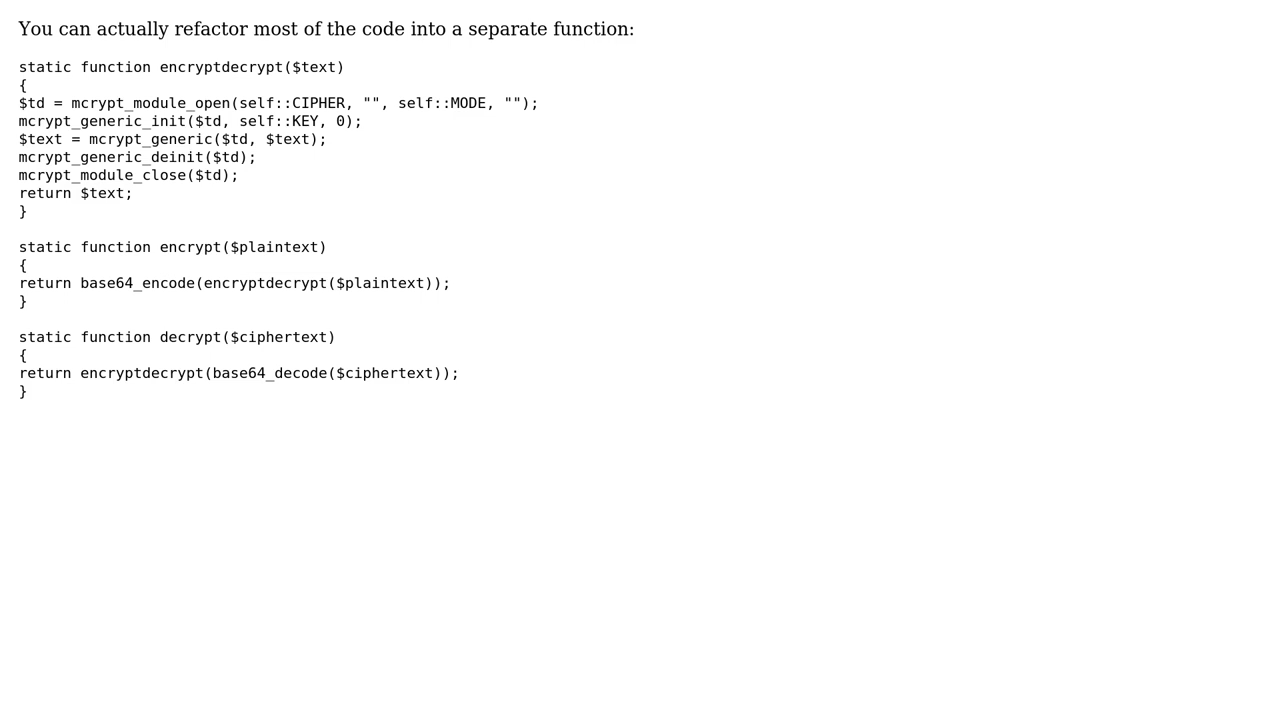 You can actually refactor most of the code into a separate function:
static function encryptdecrypt($text)
{
$td = mcrypt_module_open(self::CIPHER, "", self::MODE, "");
mcrypt_generic_init($td, self::KEY, 0);
$text = mcrypt_generic($td, $text);
mcrypt_generic_deinit($td);
mcrypt_module_close($td);
return $text;
}
static function encrypt($plaintext)
{
return base64_encode(encryptdecrypt($plaintext));
}
static function decrypt($ciphertext)
{
return encryptdecrypt(base64_decode($ciphertext));
}